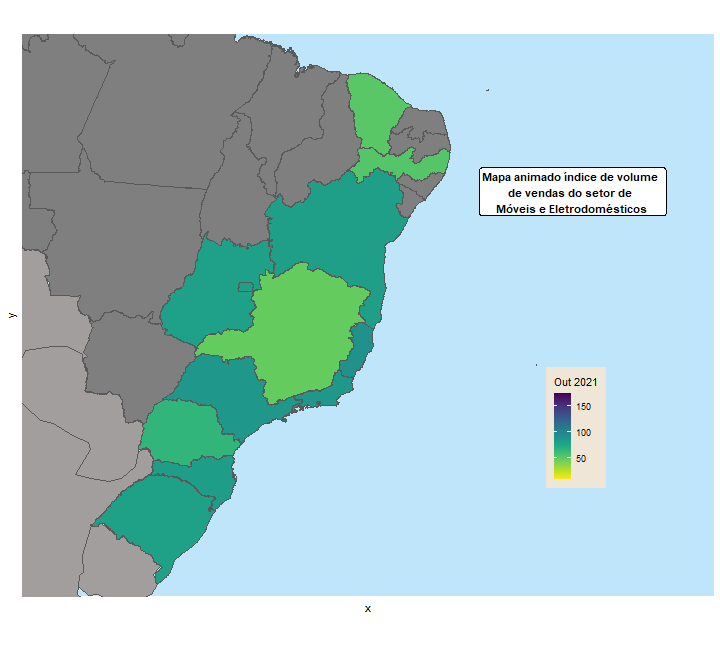 Mapa animado índice de volume
de vendas do setor de
Móveis e Eletrodomésticos
y
Out 2021
150
100
50
x